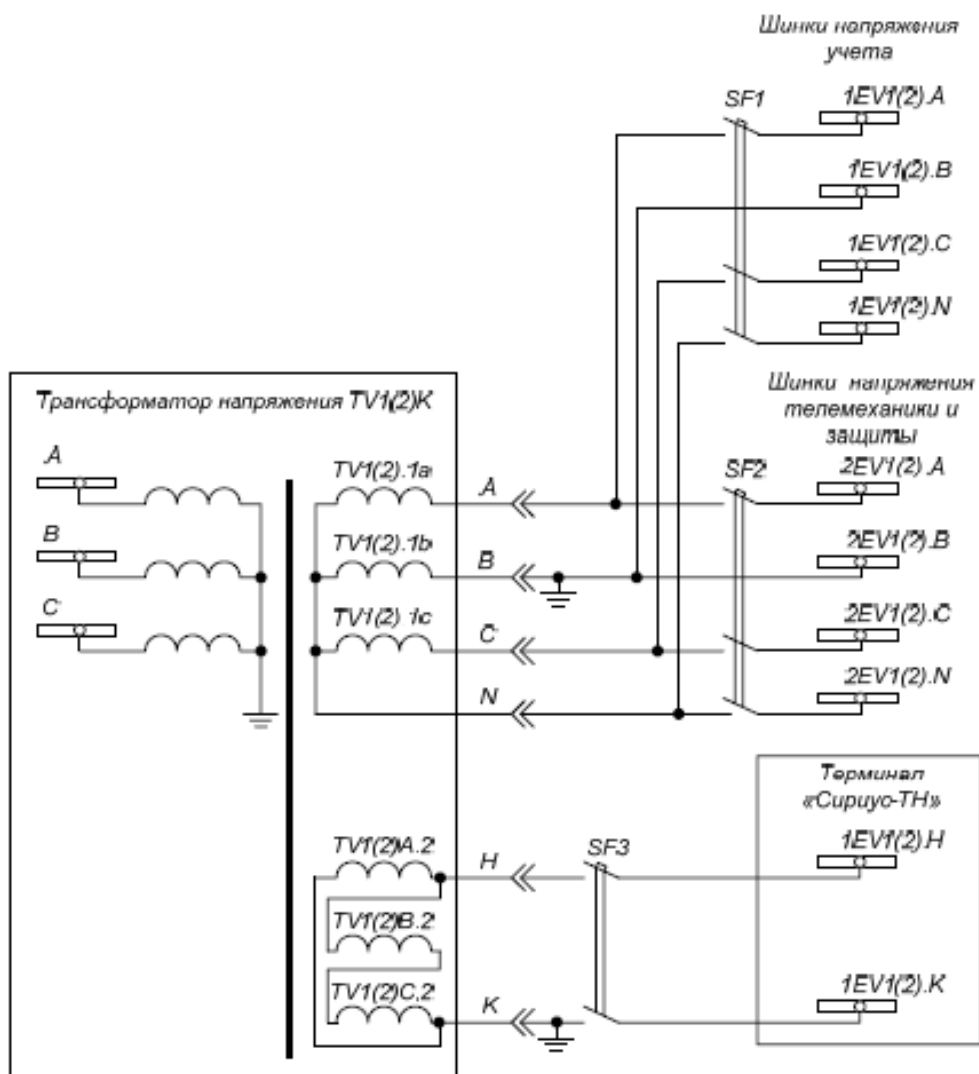 Шинки напряжения
учета
SF1
1EV1(2).A
1EV1(2).B
1EV1(2).C
1EV1(2).N
Трансформатор напряжения TV1(2)K
Шинки напряжения
телемеханики и
защиты
A
TV1(2).1a
A
SF2
2EV1(2).A
B
TV1(2).1b
B
2EV1(2).B
C
TV1(2) 1c
C
2EV1(2).C
N
2EV1(2).N
Терминал
«Сириус-ТН»
TV1(2)A.2
H
SF3
1EV1(2).H
TV1(2)B.2
TV1(2)C,2
K
1EV1(2).K